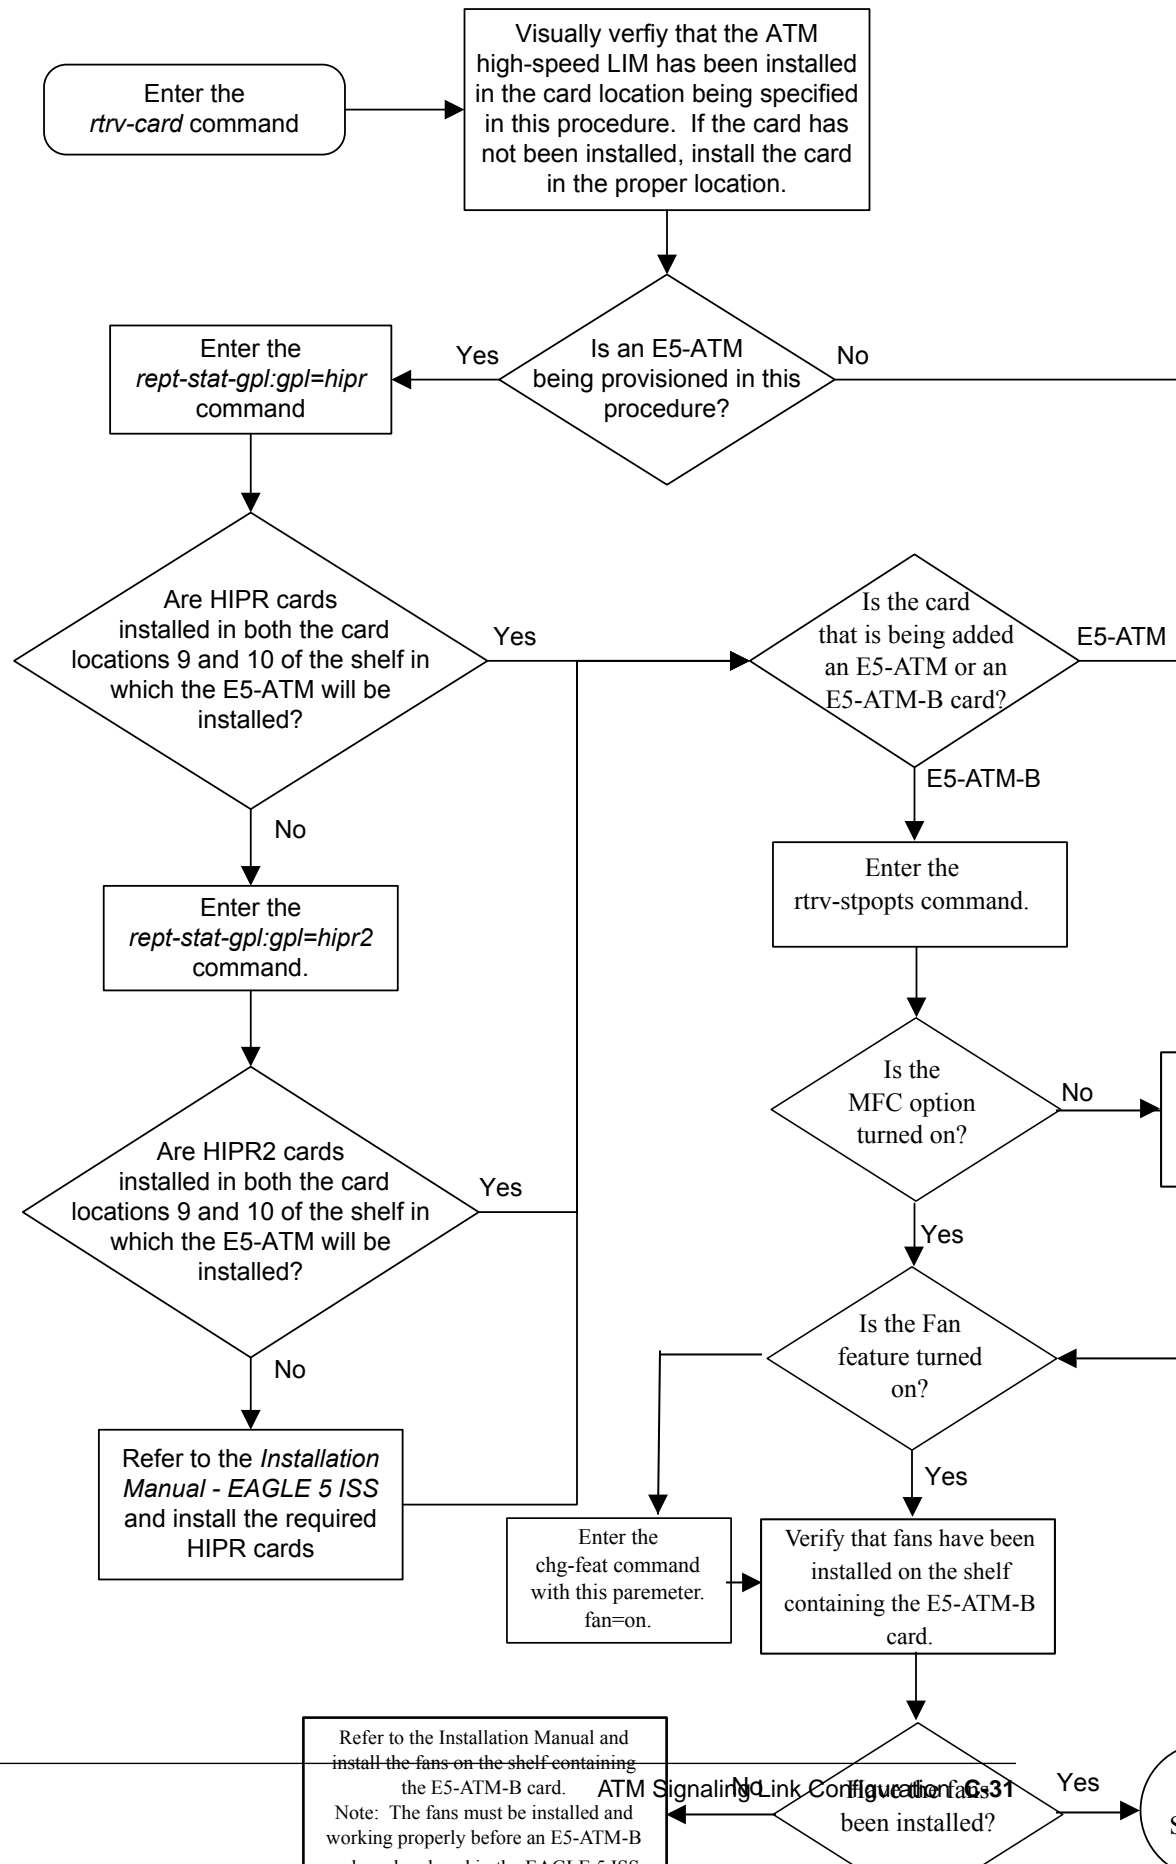 Enter the
rtrv-card command
Visually verfiy that the ATM
high-speed LIM has been installed
in the card location being specified
in this procedure. If the card has
not been installed, install the card
in the proper location.
Is an E5-ATM
being provisioned in this
procedure?
Yes
No
Enter the
rept-stat-gpl:gpl=hipr
command
Are HIPR cards
installed in both the card
locations 9 and 10 of the shelf in
which the E5-ATM will be
installed?
Yes
No
Is the card
that is being added
an E5-ATM or an
E5-ATM-B card?
E5-ATM
E5-ATM-B
Enter the
rept-stat-gpl:gpl=hipr2
command.
Enter the
rtrv-stpopts command.
Is the
MFC option
turned on?
No
Yes
Are HIPR2 cards
installed in both the card
locations 9 and 10 of the shelf in
which the E5-ATM will be
installed?
Yes
No
Is the Fan
feature turned
on?
Yes
Refer to the Installation
Manual - EAGLE 5 ISS
and install the required
HIPR cards
Enter the
chg-feat command
with this paremeter.
fan=on.
Verify that fans have been
installed on the shelf
containing the E5-ATM-B
card.
Refer to the Installation Manual and
install the fans on the shelf containing
the E5-ATM-B card.
Note: The fans must be installed and
working properly before an E5-ATM-B
No
Have the fans
been installed?
Yes
S
ATM Signaling Link Configuration C-31